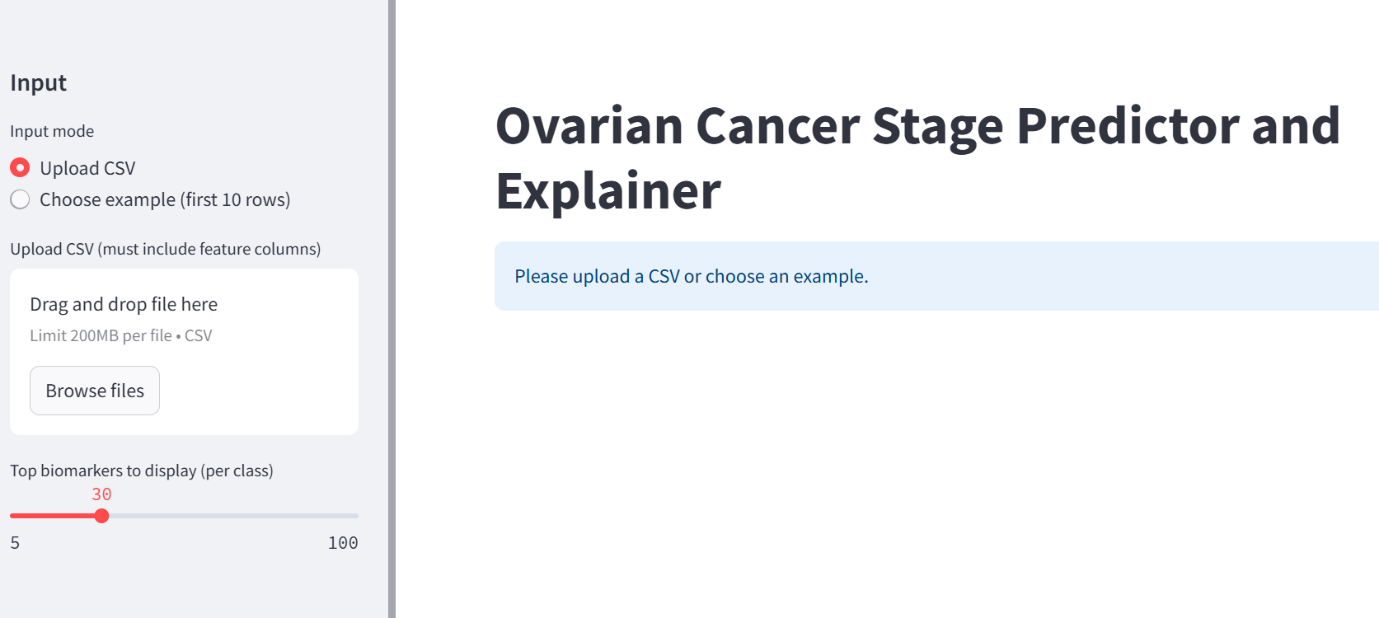 Input
Input mode
Upload CSV
Choose example (first 10 rows)
Upload CSV (must include feature columns)
Drag and drop file here
Limit 200MB per file • CSV
Browse files
Top biomarkers to display (per class)
30
5
100
Ovarian Cancer Stage Predictor and
Explainer
Please upload a CSV or choose an example.